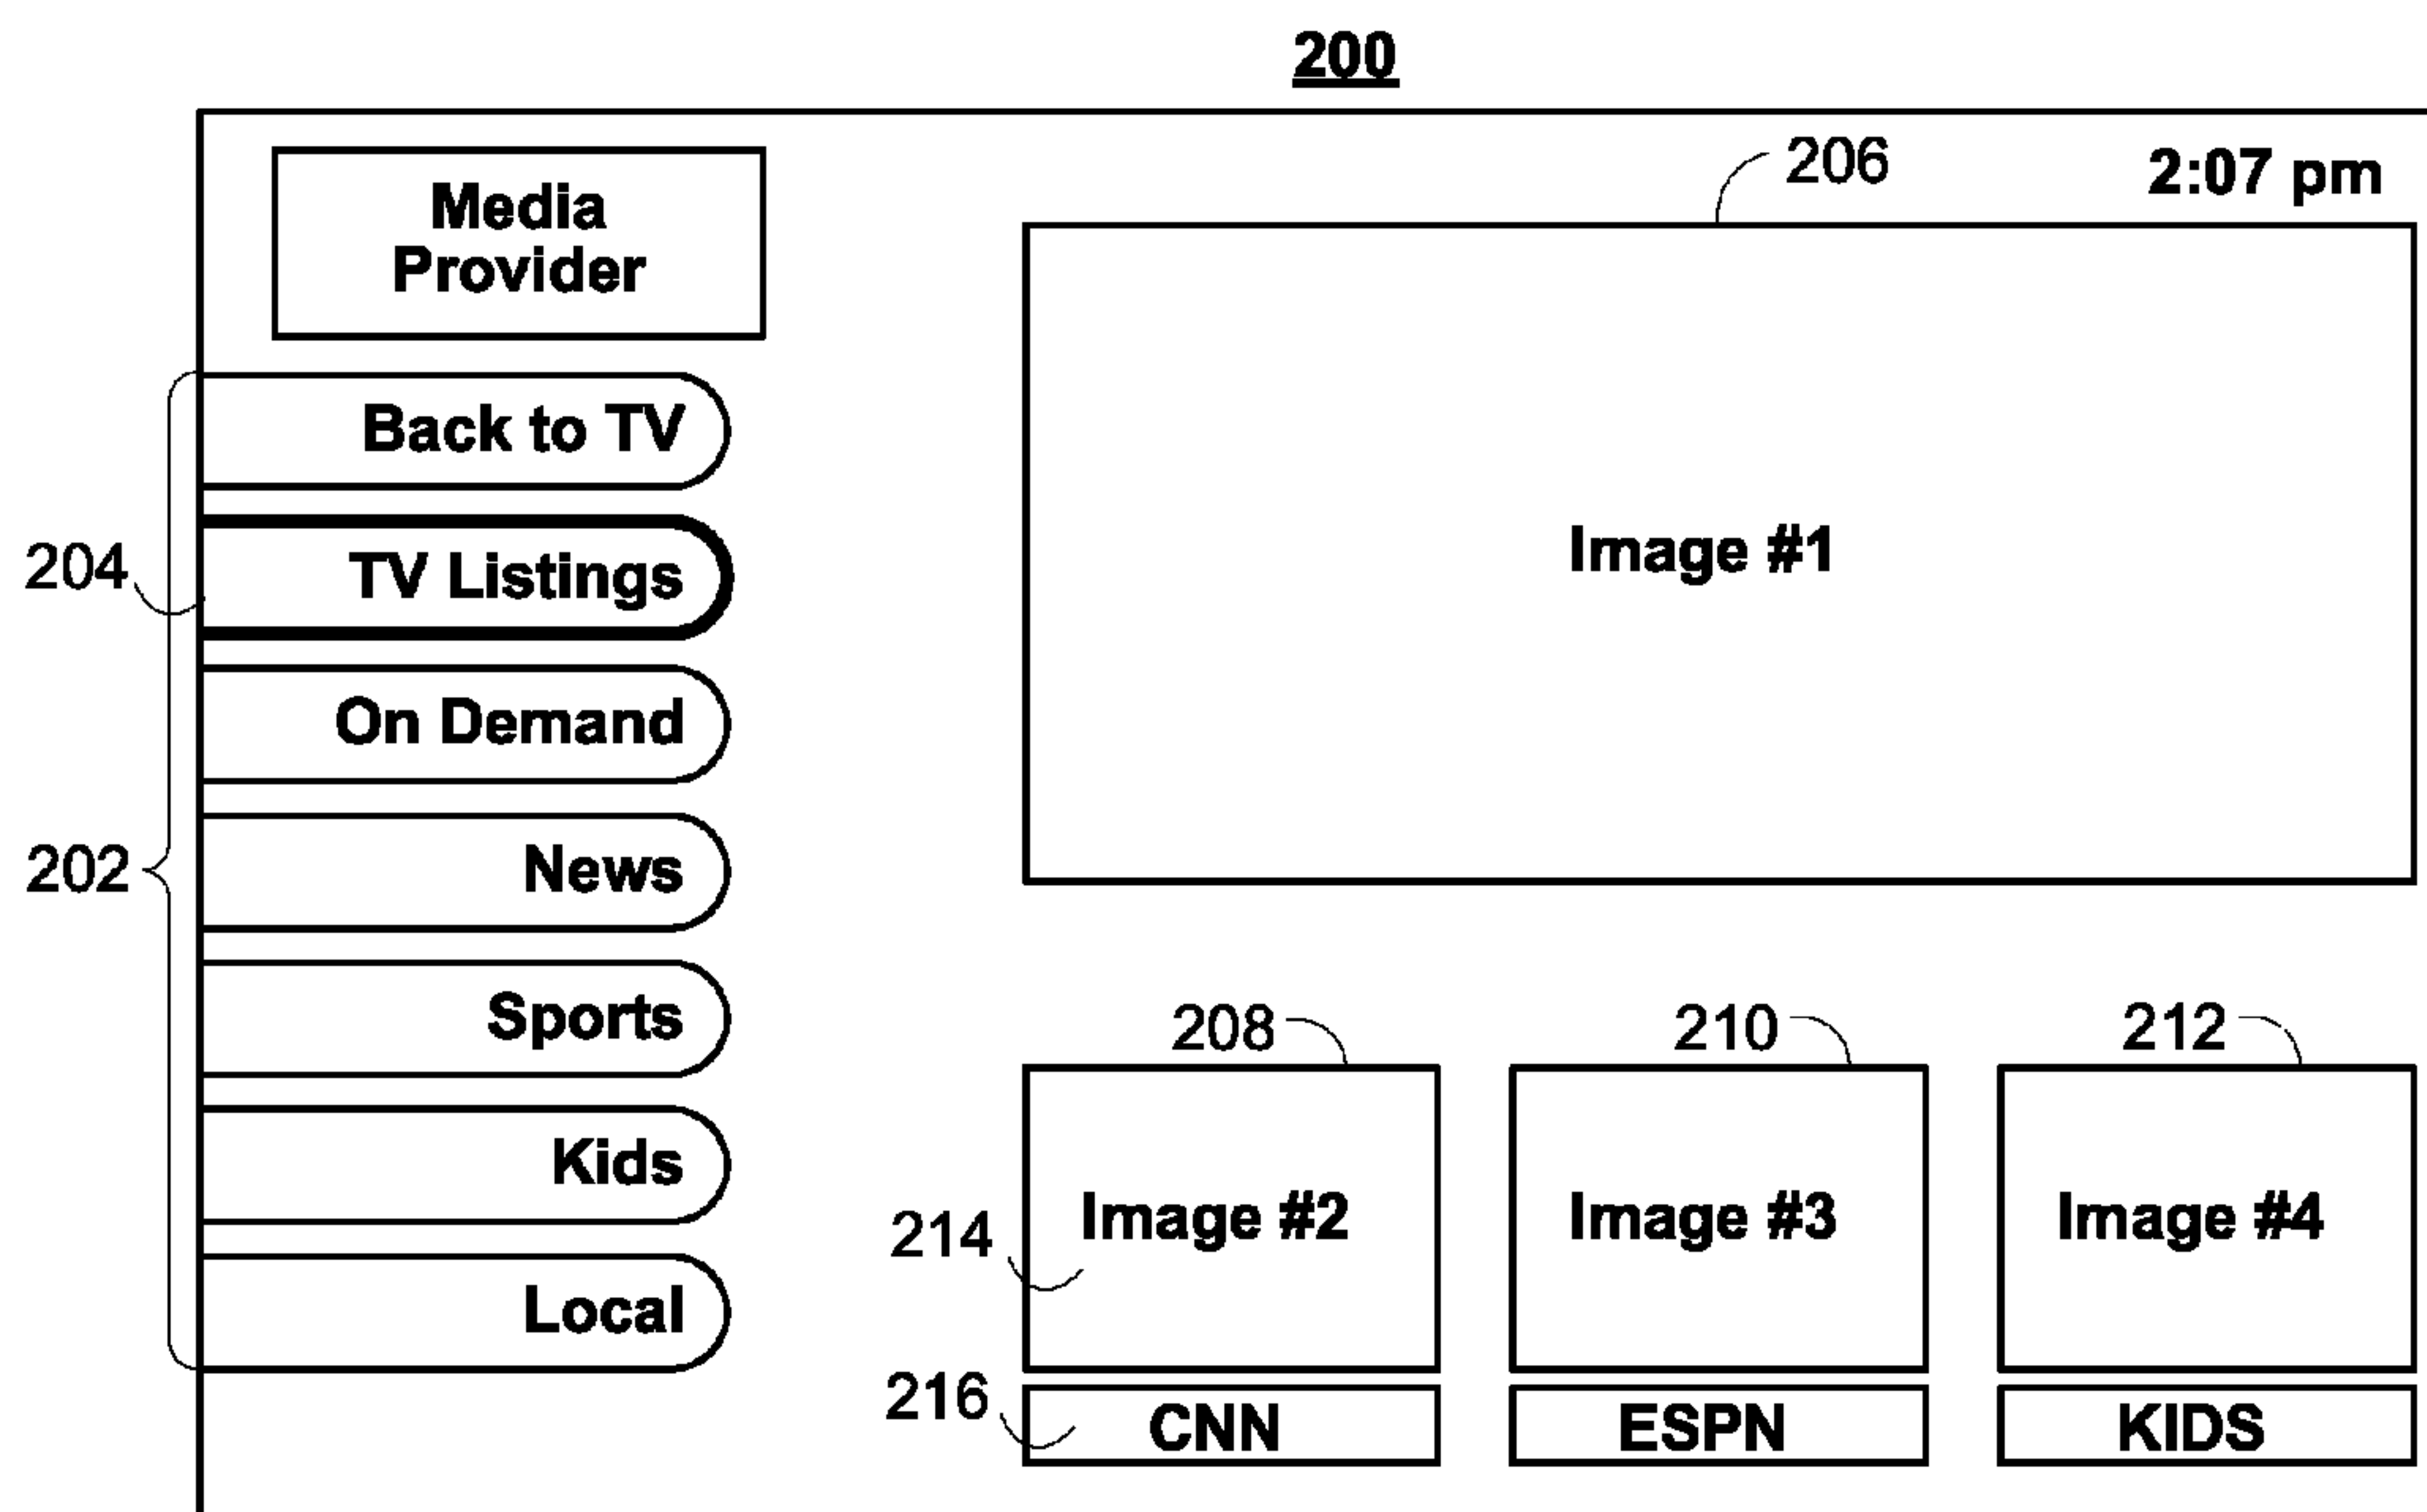 200
206
2:07 pm
Media
Provider
Back to TV
204
TV Listings
Image #1
On Demand
202
News
Sports
208
210
212
Kids
214
Image #2
Image #3
Image #4
Local
216
CNN
ESPN
KIDS